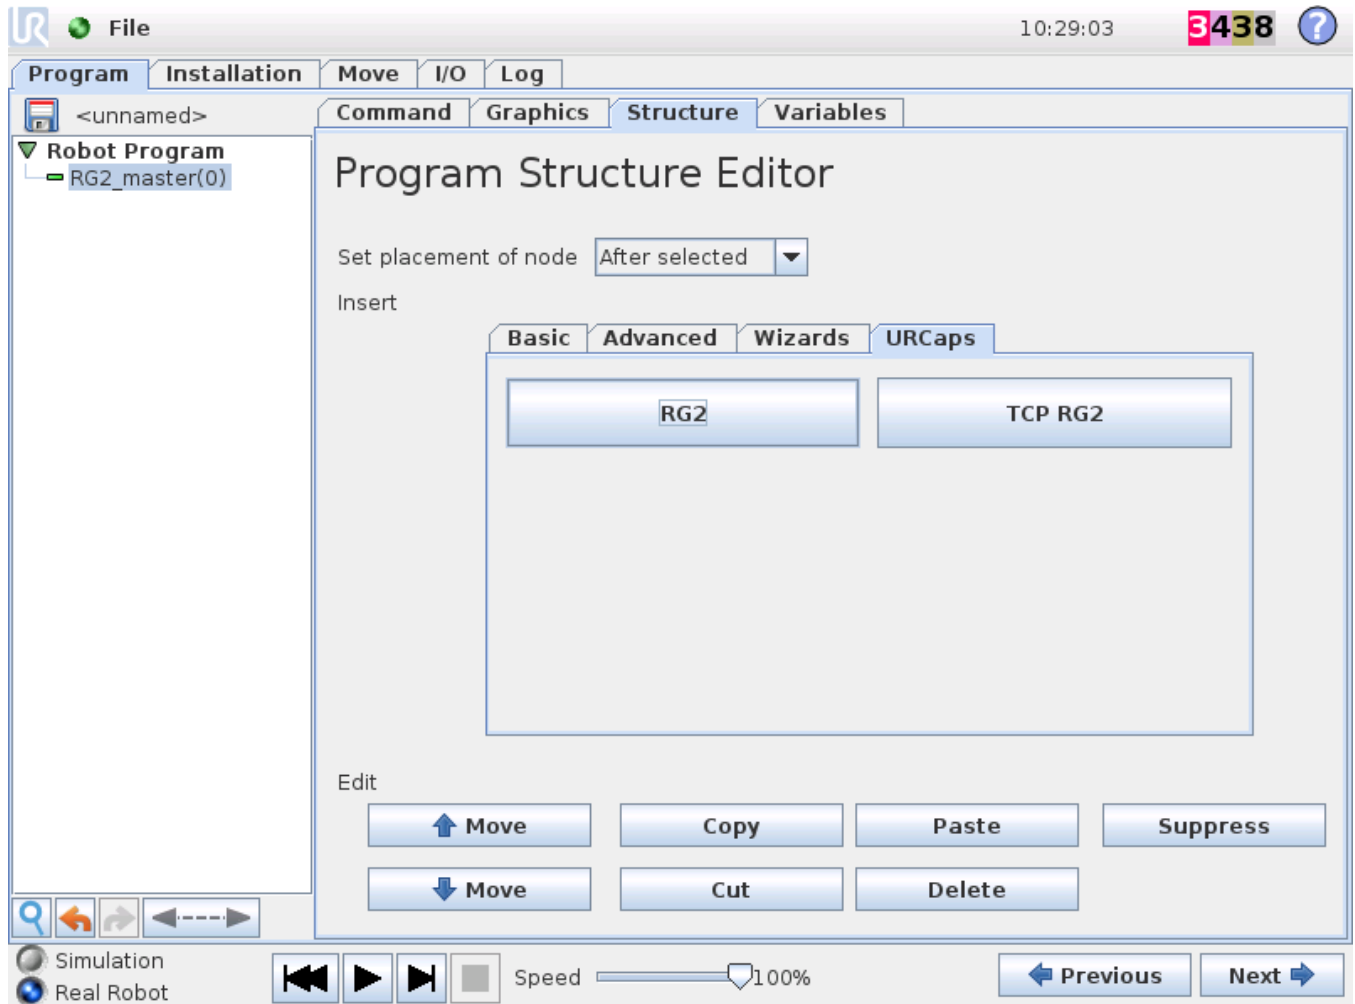 UR File 10:29:03 3438 ?
Program Installation Move I/O Log
<unnamed> Command Graphics Structure Variables
Robot Program
RG2_master(0)
Program Structure Editor
Set placement of node After selected
Insert
Basic Advanced Wizards URCaps
RG2 TCP RG2
Edit
Move Copy Paste Suppress
Move Cut Delete
Simulation
Real Robot
Speed 100% Previous Next